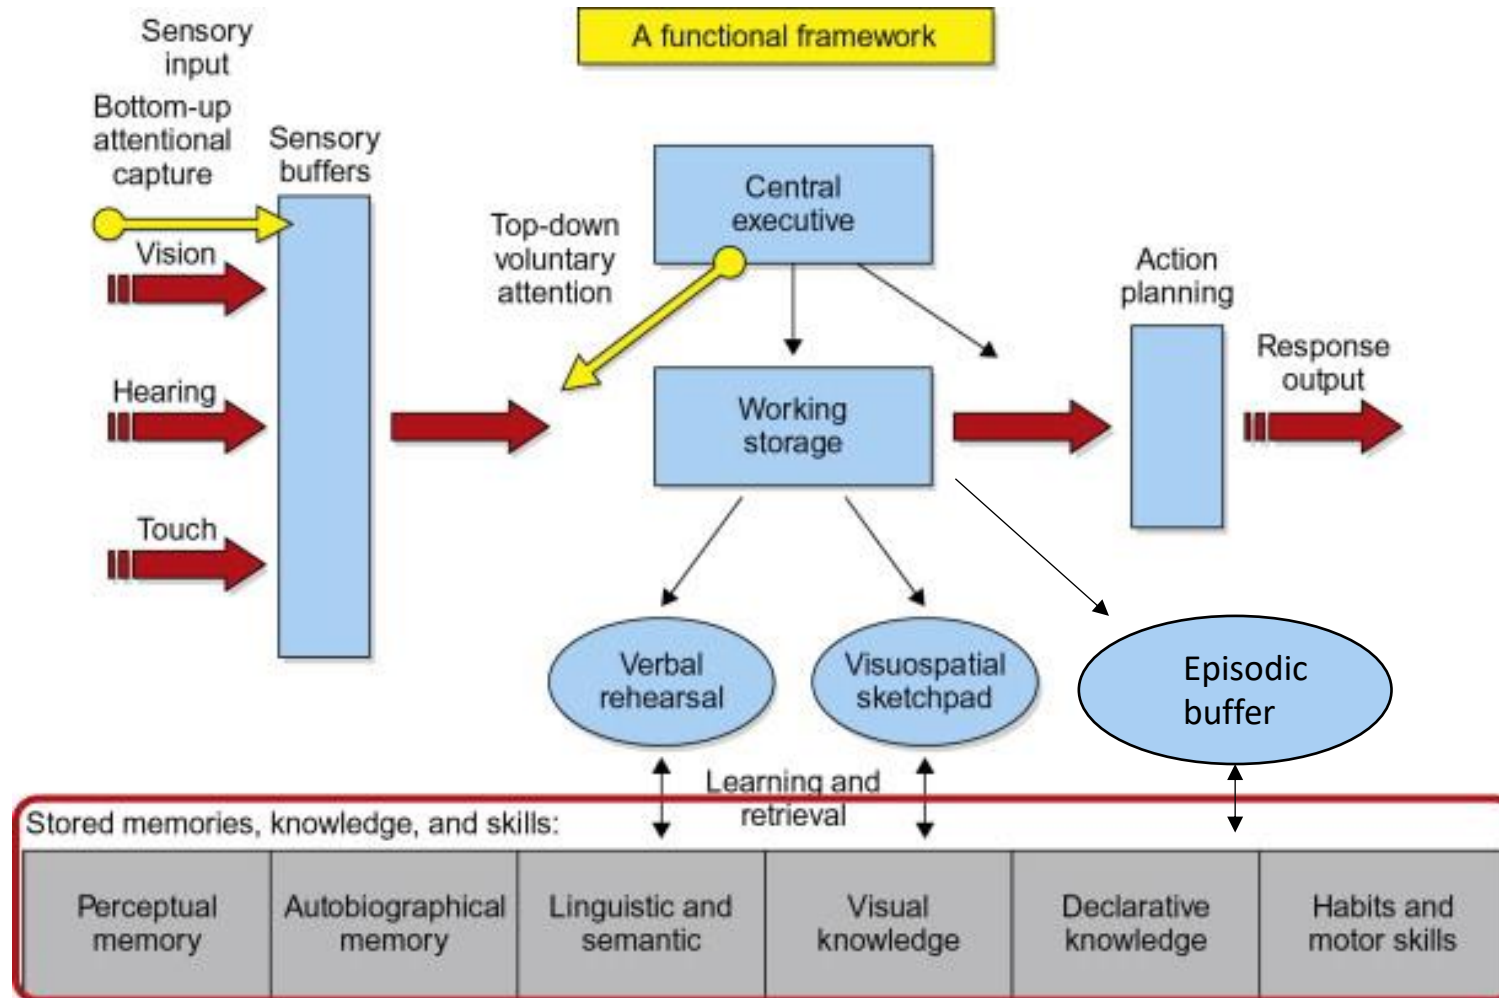 A functional framework
Sensory
input
Bottom-up
attentional
capture
Sensory
buffers
Vision
Hearing
Touch
Top-down
voluntary
attention
Central
executive
Working
storage
Action
planning
Response
output
Verbal
rehearsal
Visuospatial
sketchpad
Episodic
buffer
Learning and
retrieval
Stored memories, knowledge, and skills:
Perceptual
memory
Autobiographical
memory
Linguistic and
semantic
Visual
knowledge
Declarative
knowledge
Habits and
motor skills